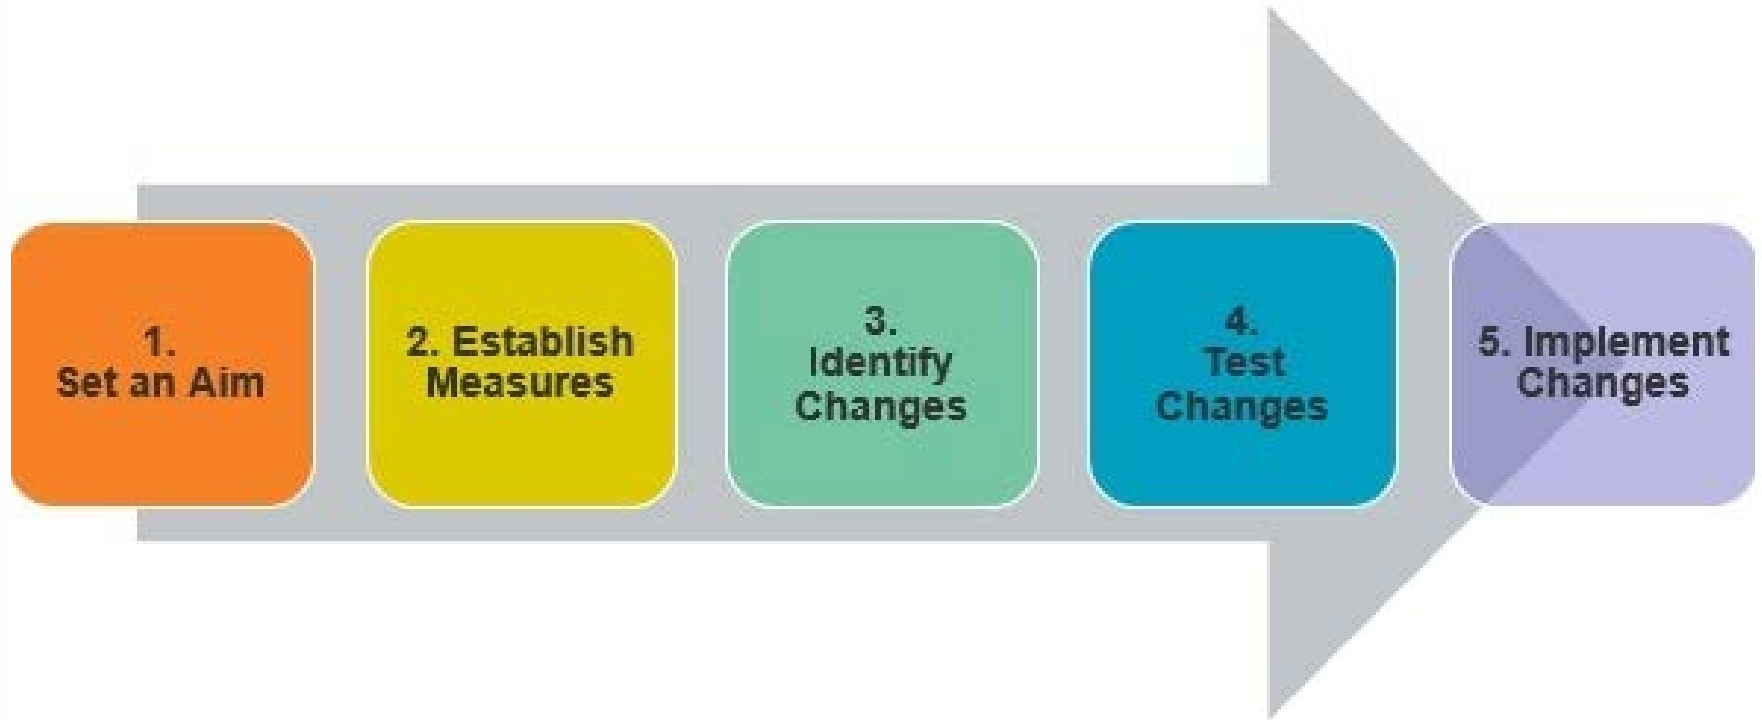 1.
Set an Aim
2. Establish
Measures
3.
Identify
Changes
4.
Test
Changes
5. Implement
Changes